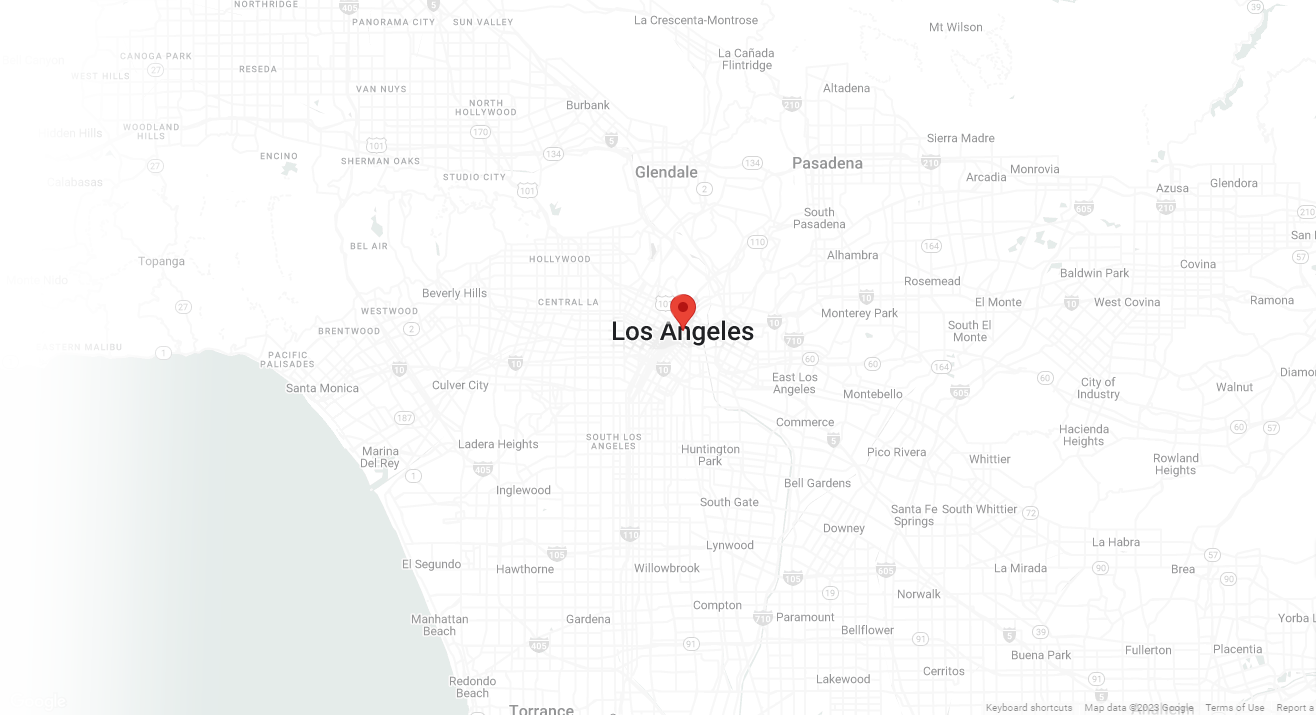 NORTHRIDGE
405
5
PANORAMA CITY
SUN VALLEY
La Crescenta-Montrose
Mt Wilson
39
La Cañada
Flintridge
CANOGA PARK
27
WEST HILLS
RESEDA
VAN NUYS
Altadena
210
NORTH
HOLLYWOOD
170
Burbank
5
Hidden Hills
WOODLAND
HILLS
101
Sierra Madre
ENCINO
SHERMAN OAKS
134
134
Pasadena
210
27
STUDIO CITY
Glendale
Arcadia
Monrovia
Calabasas
101
2
Azusa
Glendora
605
210
210
South
Pasadena
BEL AIR
110
164
San
HOLLYWOOD
Alhambra
57
Topanga
Baldwin Park
Covina
Beverly Hills
Rosemead
27
CENTRAL LA
10
El Monte
10
West Covina
Ramona
WESTWOOD
Monterey Park
BRENTWOOD
2
Los Angeles
10
South El
Monte
710
EASTERN MALIBU
1
PACIFIC
PALISADES
10
10
10
60
60
164
Santa Monica
Culver City
East Los
Angeles
60
City of
Industry
Walnut
Diamo
Montebello
605
187
Commerce
60
57
Marina
Del Rey
Ladera Heights
SOUTH LOS
ANGELES
5
Hacienda
Heights
Huntington
Park
Pico Rivera
Whittier
405
Rowland
Heights
1
Bell Gardens
Inglewood
South Gate
Santa Fe
Springs
South Whittier
72
Downey
110
Lynwood
La Habra
105
57
El Segundo
Hawthorne
Willowbrook
105
605
La Mirada
90
Brea
90
19
Norwalk
Compton
Manhattan
Beach
Gardena
710
Paramount
Yorba L
Bellflower
91
5
39
405
91
Buena Park
Fullerton
Placentia
Cerritos
Redondo
Beach
Lakewood
91
5
Torrance
Keyboard shortcuts
Map data ©2023 Google
Terms of Use
Report a